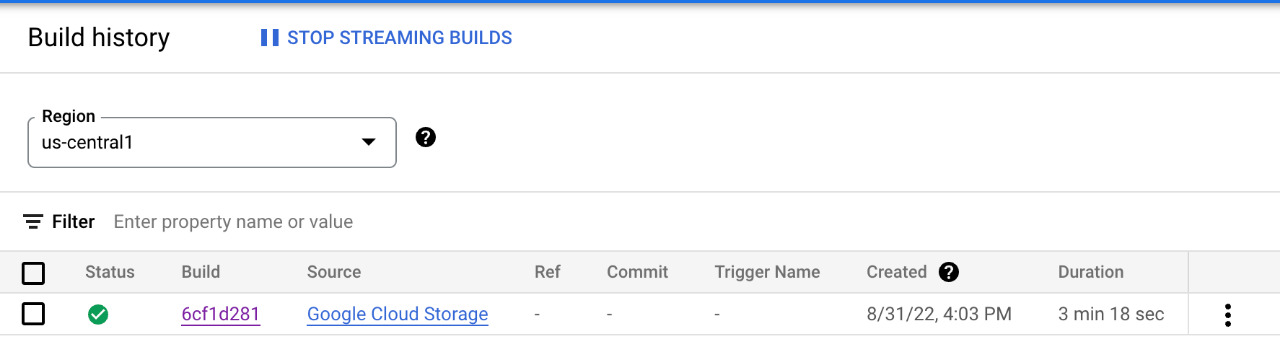 Build history STOP STREAMING BUILDS
Region
us-central1
Filter Enter property name or value
Status Build Source Ref Commit Trigger Name Created Duration
6cf1d281 Google Cloud Storage - - - 8/31/22, 4:03 PM 3 min 18 sec